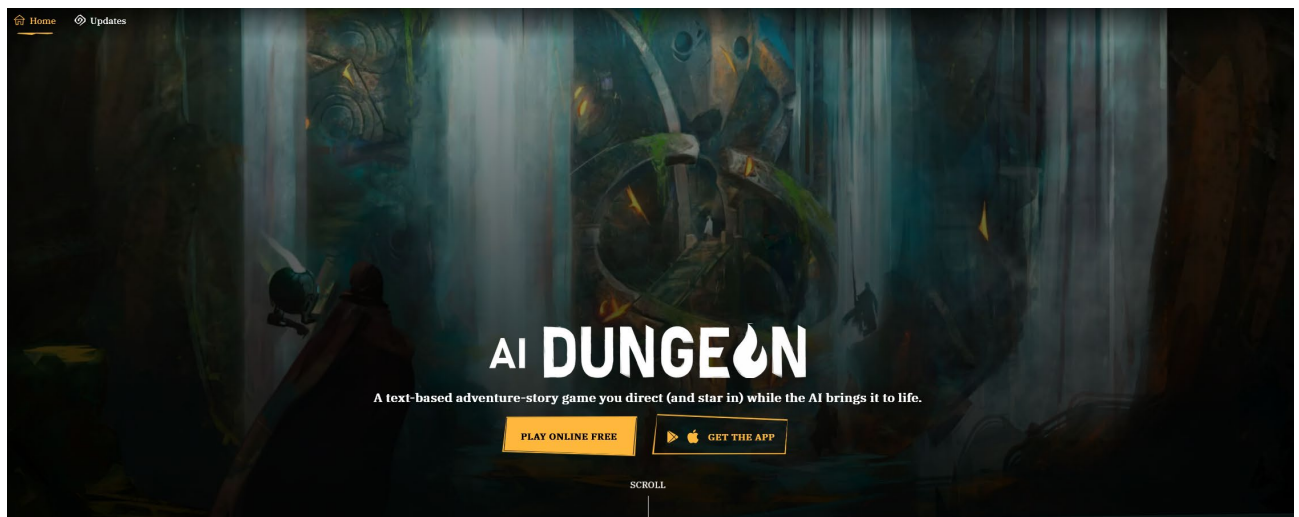 Home Updates
AI DUNGEON
A text-based adventure-story game you direct (and star in) while the AI brings it to life.
PLAY ONLINE FREE GET THE APP
SCROLL